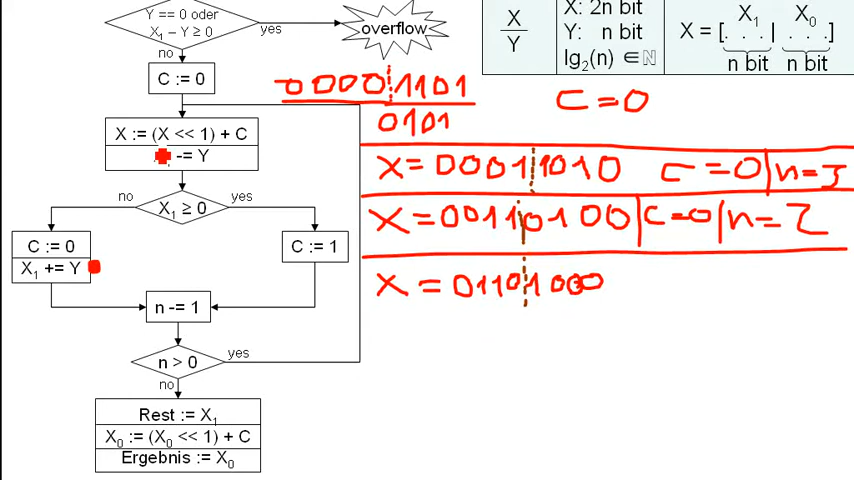 Y == 0 oder
X₁ – Y ≥ 0
yes
overflow
no
C := 0
X := (X << 1) + C
-= Y
no
X₁ ≥ 0
yes
C := 0
X₁ += Y
C := 1
n -= 1
n > 0
yes
no
Rest := X₁
X₀ := (X₀ << 1) + C
Ergebnis := X₀
X
Y
X: 2n bit
Y: n bit
lg₂(n) ∈ ℕ
X₁ X₀
X = [. . . | . . .]
n bit n bit
0000 1101
0101
C = 0
X = 0001 1010 C = 0 | n = 3
X = 0011 0100 | C = 0 | n = 2
X = 0110 1000